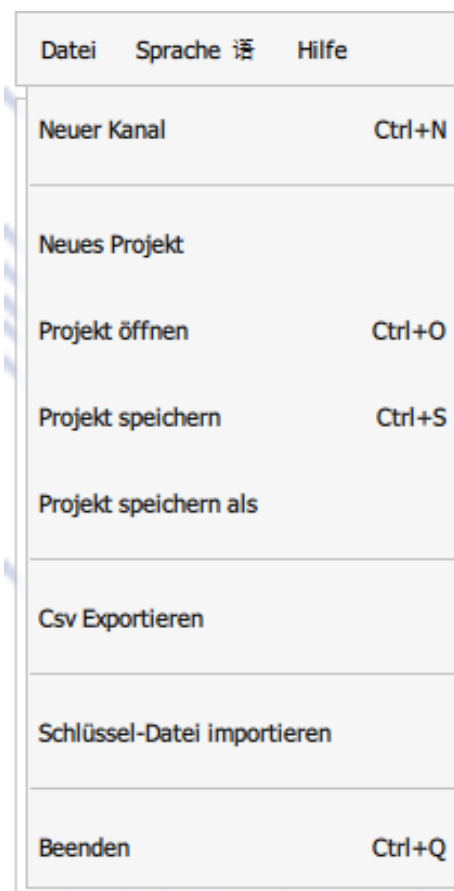 Datei Sprache 语 Hilfe
Neuer Kanal Ctrl+N
Neues Projekt
Projekt öffnen Ctrl+O
Projekt speichern Ctrl+S
Projekt speichern als
Csv Exportieren
Schlüssel-Datei importieren
Beenden Ctrl+Q